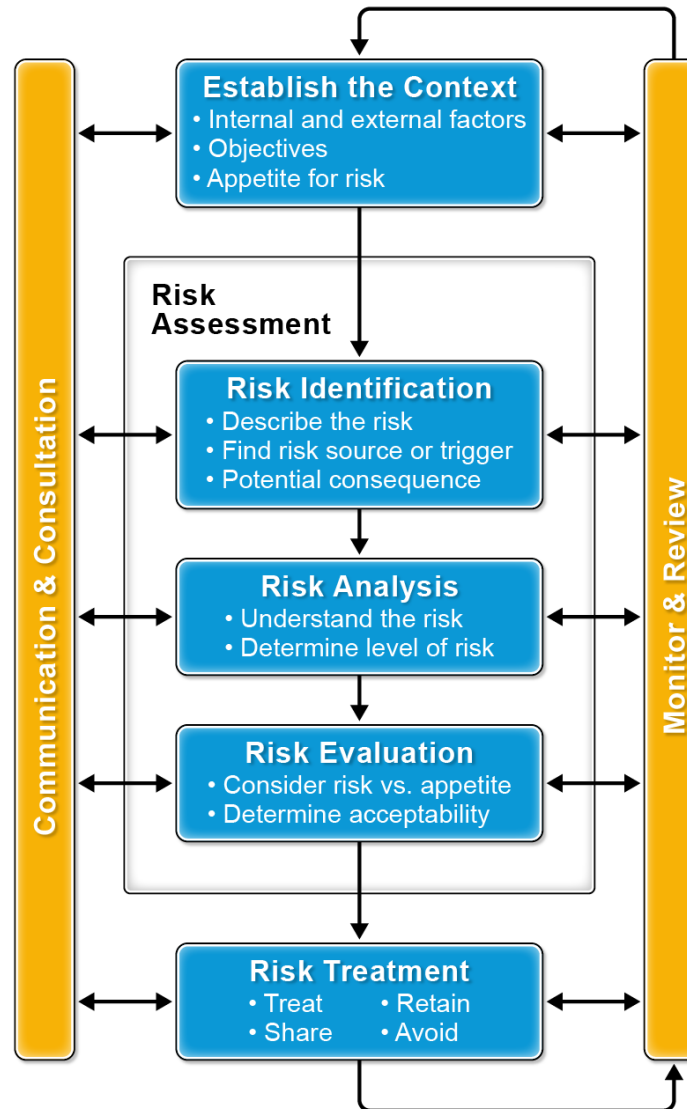 Communication & Consultation
Establish the Context
• Internal and external factors
• Objectives
• Appetite for risk
Risk
Assessment
Risk Identification
• Describe the risk
• Find risk source or trigger
• Potential consequence
Risk Analysis
• Understand the risk
• Determine level of risk
Risk Evaluation
• Consider risk vs. appetite
• Determine acceptability
Risk Treatment
• Treat • Retain
• Share • Avoid
Monitor & Review